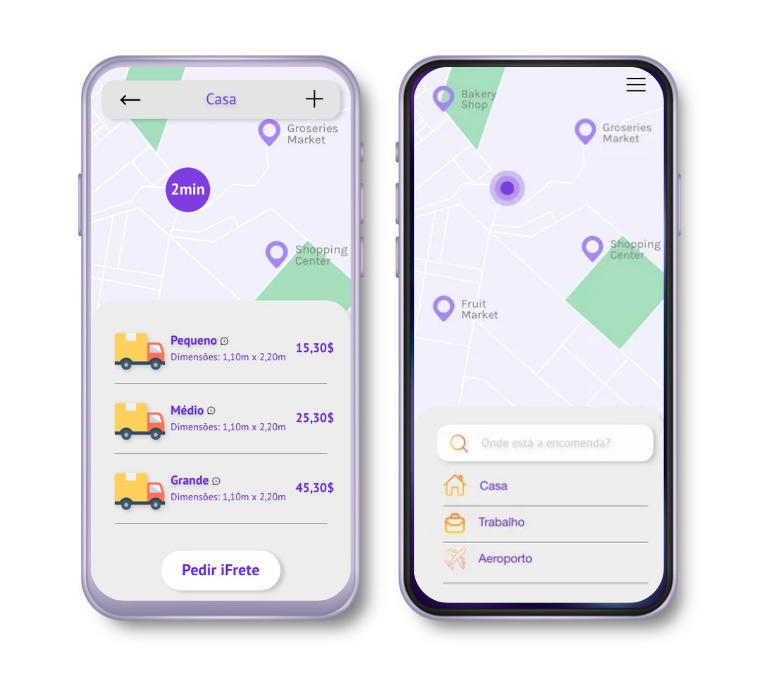 Casa
Groseries
Market
2min
Shopping
Center
Pequeno
Dimensões: 1,10m x 2,20m
15,30$
Médio
Dimensões: 1,10m x 2,20m
25,30$
Grande
Dimensões: 1,10m x 2,20m
45,30$
Pedir iFrete
Bakery
Shop
Groseries
Market
Shopping
Center
Fruit
Market
Onde está a encomenda?
Casa
Trabalho
Aeroporto